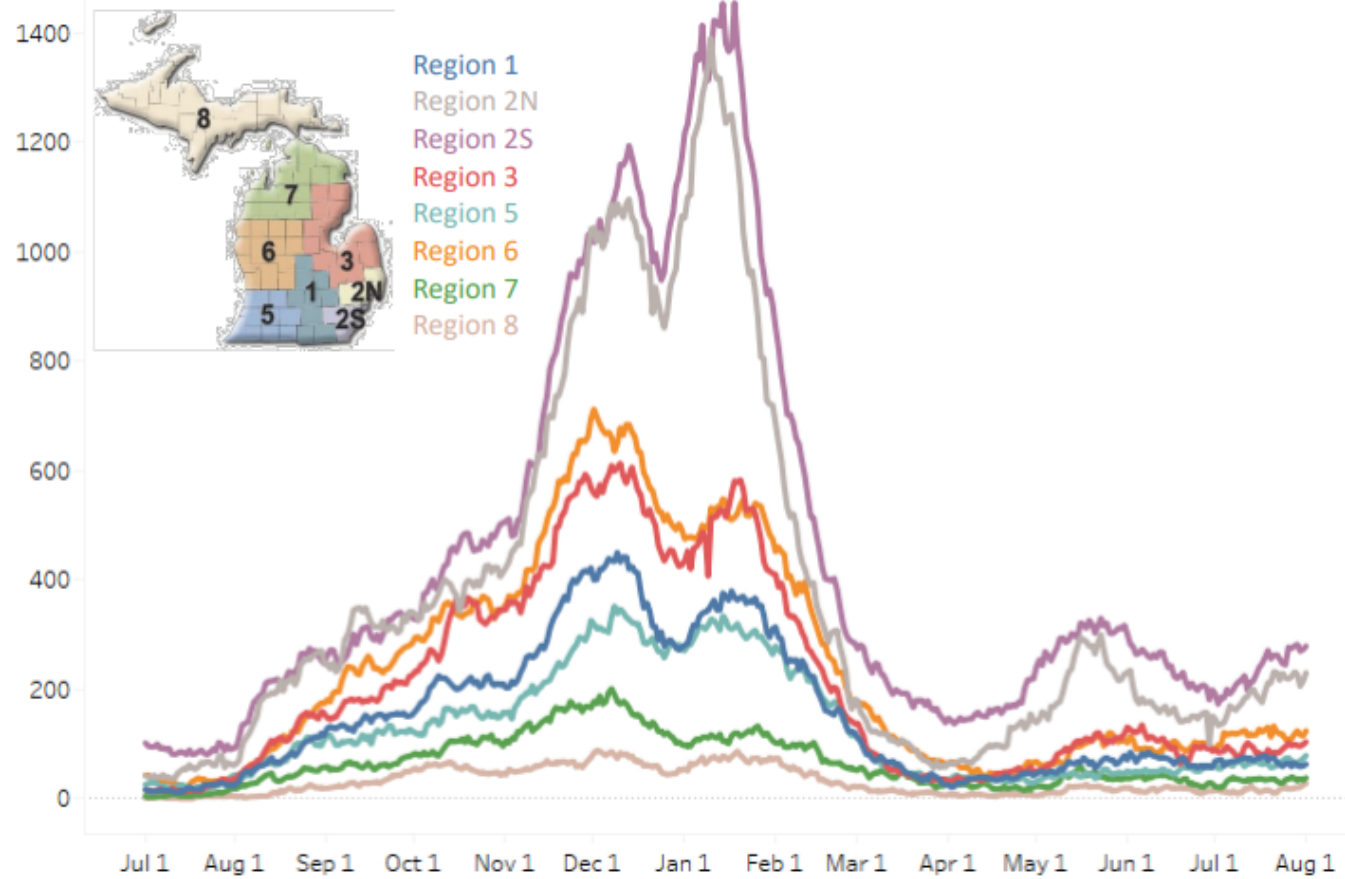 1400
1200
1000
800
600
400
200
0
8
7
6
3
1
2N
5
2S
Region 1
Region 2N
Region 2S
Region 3
Region 5
Region 6
Region 7
Region 8
Jul 1 Aug 1 Sep 1 Oct 1 Nov 1 Dec 1 Jan 1 Feb 1 Mar 1 Apr 1 May 1 Jun 1 Jul 1 Aug 1